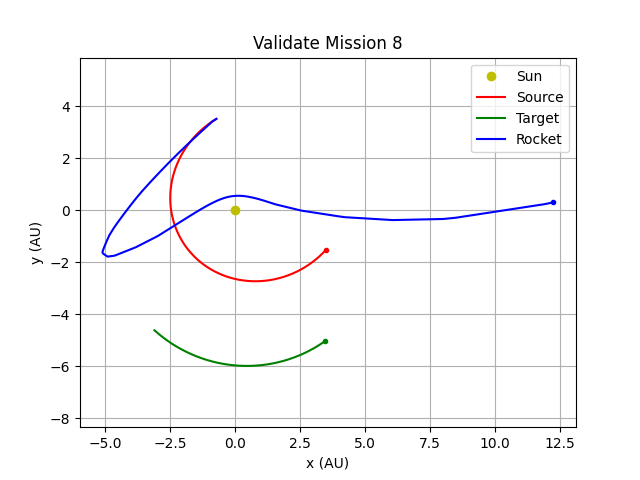 Validate Mission 8
Sun
Source
Target
Rocket
y (AU)
4
2
0
−2
−4
−6
−8
−5.0 −2.5 0.0 2.5 5.0 7.5 10.0 12.5
x (AU)